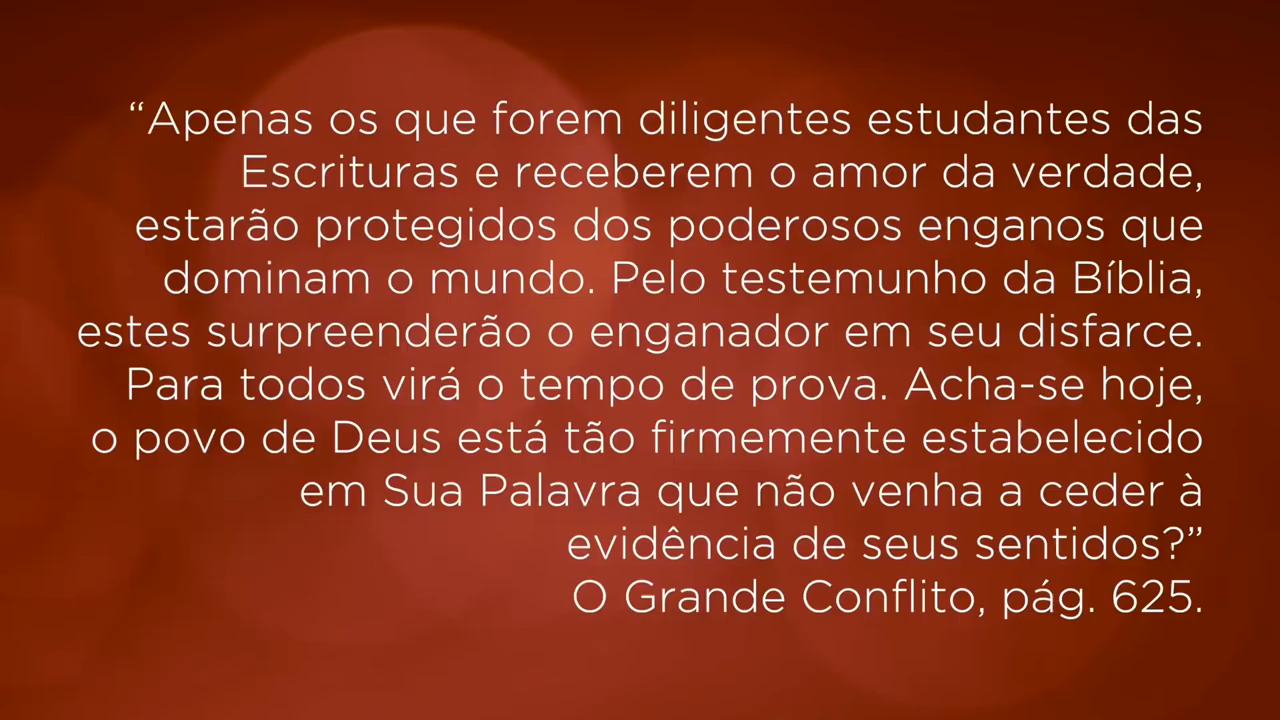 “Apenas os que forem diligentes estudantes das
Escrituras e receberem o amor da verdade,
estarão protegidos dos poderosos enganos que
dominam o mundo. Pelo testemunho da Bíblia,
estes surpreenderão o enganador em seu disfarce.
Para todos virá o tempo de prova. Acha-se hoje,
o povo de Deus está tão firmemente estabelecido
em Sua Palavra que não venha a ceder à
evidência de seus sentidos?”
O Grande Conflito, pág. 625.